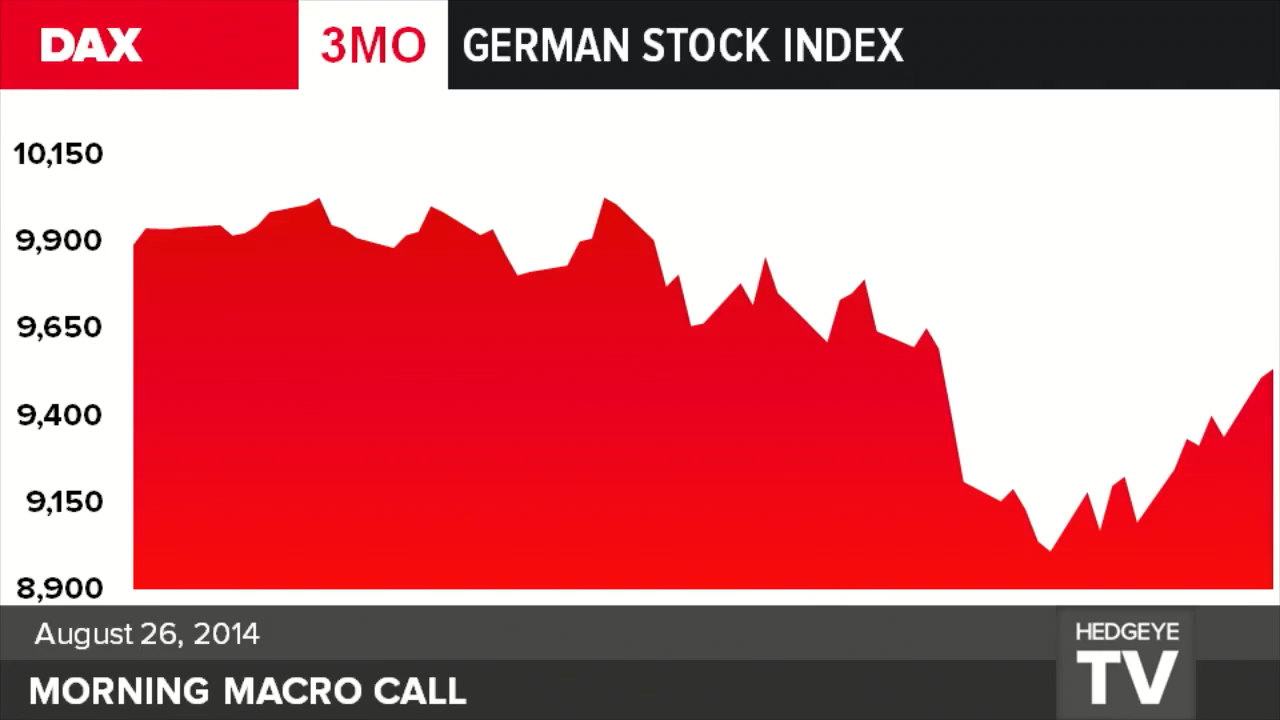 DAX 3MO GERMAN STOCK INDEX
10,150
9,900
9,650
9,400
9,150
8,900
August 26, 2014
MORNING MACRO CALL
HEDGEYE
TV